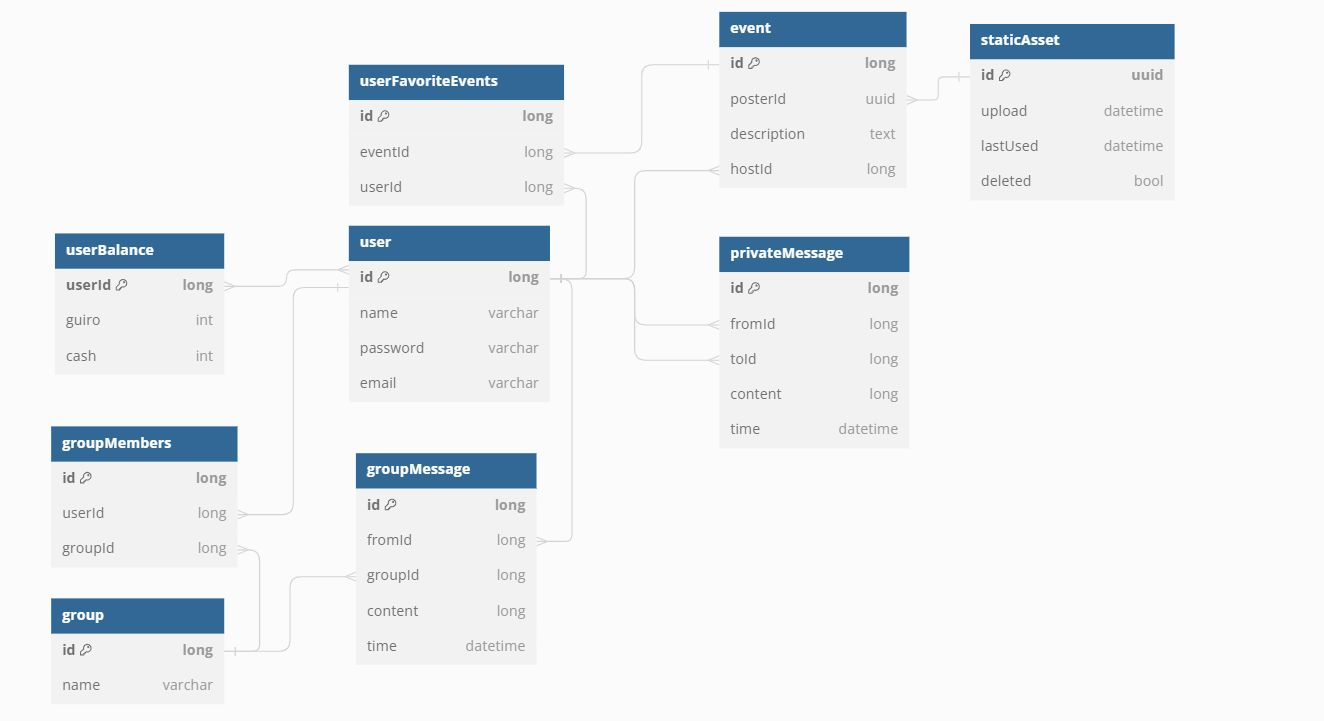 event
id long
posterId uuid
description text
hostId long
staticAsset
id uuid
upload datetime
lastUsed datetime
deleted bool
userFavoriteEvents
id long
eventId long
userId long
userBalance
userId long
guiro int
cash int
user
id long
name varchar
password varchar
email varchar
privateMessage
id long
fromId long
toId long
content long
time datetime
groupMembers
id long
userId long
groupId long
groupMessage
id long
fromId long
groupId long
content long
time datetime
group
id long
name varchar